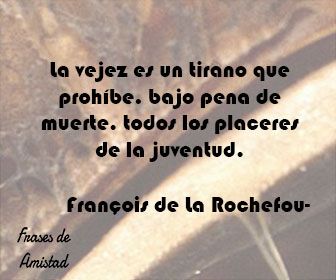 La vejez es un tirano que
prohíbe, bajo pena de
muerte, todos los placeres
de la juventud.
François de La Rochefou-
Frases de
Amistad